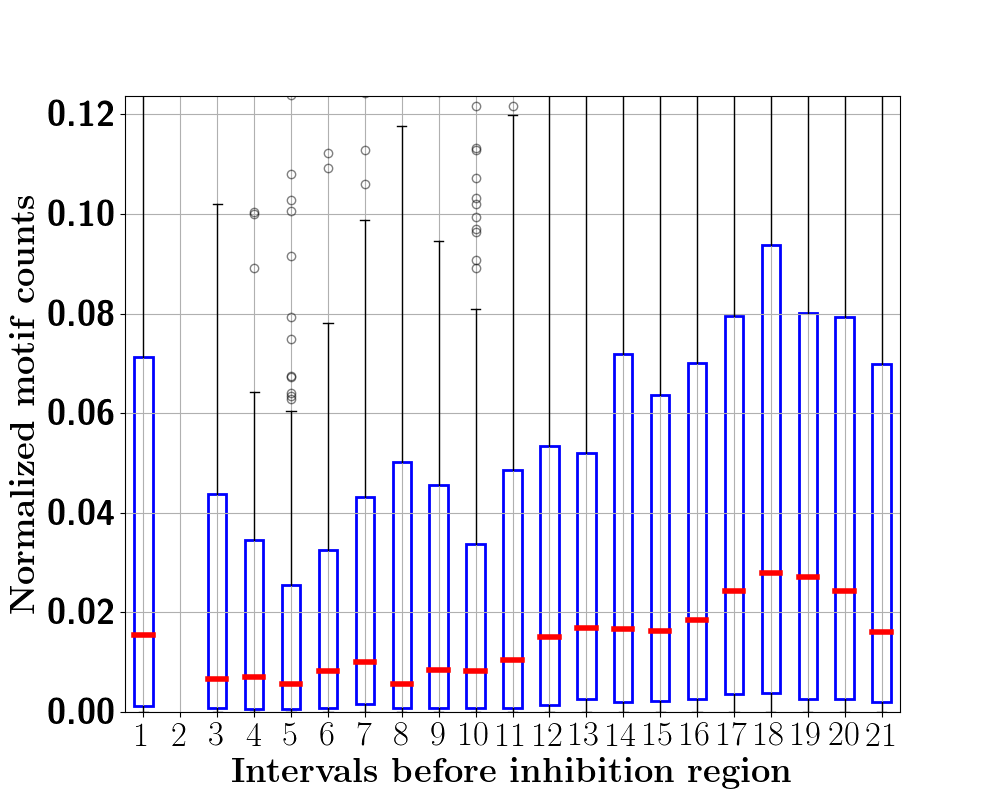 Normalized motif counts
0.12
0.10
0.08
0.06
0.04
0.02
0.00
1 2 3 4 5 6 7 8 9 10 11 12 13 14 15 16 17 18 19 20 21
Intervals before inhibition region